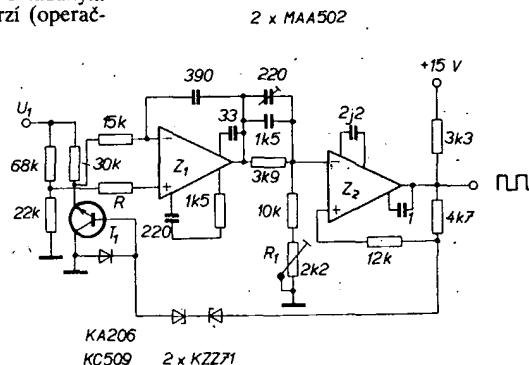 rzí (operač-
2 x MAA502
+15 V
390
220
2j2
U1
15k
33
1k5
3k3
68k
30k
Z1
3k9
Z2
R
10k
1
4k7
22k
T1
220
1k5
R1
2k2
12k
KA206
KC509 2 x KZZ71